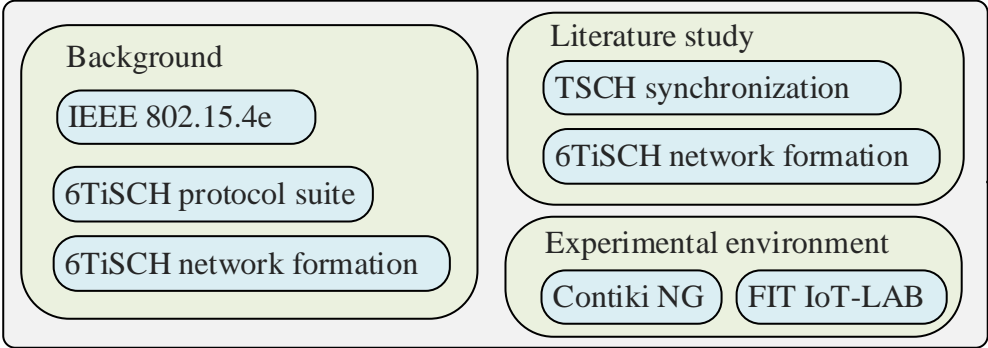 Background
IEEE 802.15.4e
6TiSCH protocol suite
6TiSCH network formation
Literature study
TSCH synchronization
6TiSCH network formation
Experimental environment
Contiki NG
FIT IoT-LAB